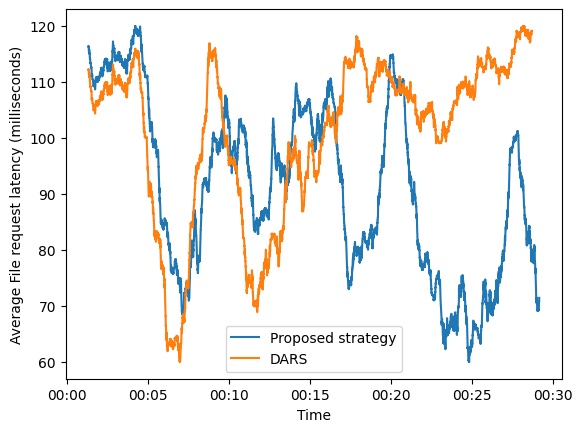 Average File request latency (milliseconds)
120
110
100
90
80
70
60
Proposed strategy
DARS
00:00 00:05 00:10 00:15 00:20 00:25 00:30
Time